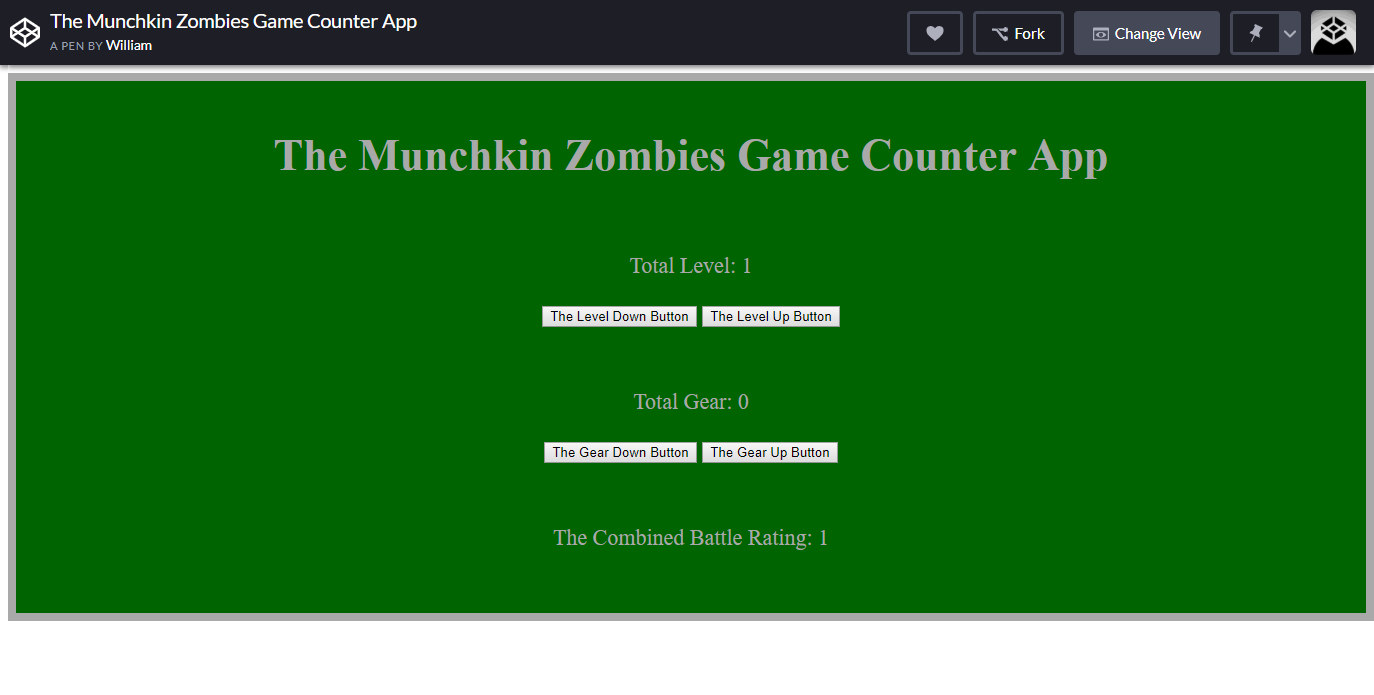 The Munchkin Zombies Game Counter App
A PEN BY William
Fork
Change View
The Munchkin Zombies Game Counter App
Total Level: 1
The Level Down Button The Level Up Button
Total Gear: 0
The Gear Down Button The Gear Up Button
The Combined Battle Rating: 1